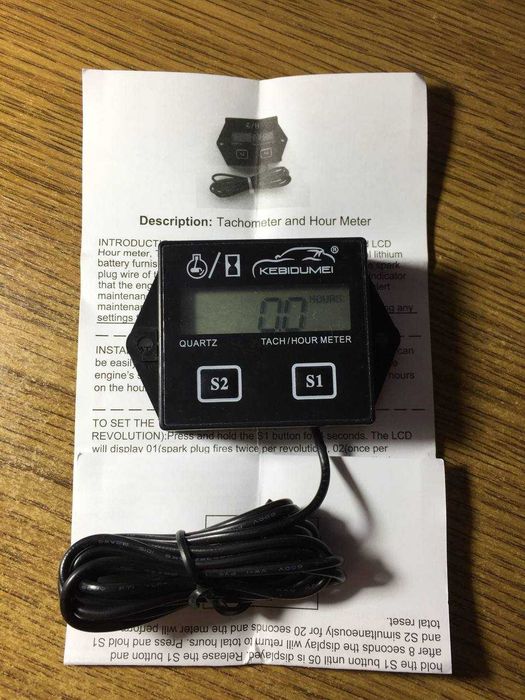 Description: Tachometer and Hour Meter
INTRODUCT LCD
Hour meter, lithium
battery furnis spark
plug wire of indicator
that the eng
maintenan
maintenan ing any
settings
® KEBIDUMEI
0.0 HOURS
QUARTZ TACH/HOUR METER
S2 S1
INSTA can
be easily
engine's hours
on the hou
TO SET THE
REVOLUTION):Press and hold the S1 button for seconds. The LCD
will display 01(spark plug fires twice per revolution, 02(once per
hold the S1 button until 05 is displayed. Release the S1 button and
after 8 seconds the display will return to total hours. Press and hold S1
and S2 simultaneously for 20 seconds and the meter will perform
total reset.